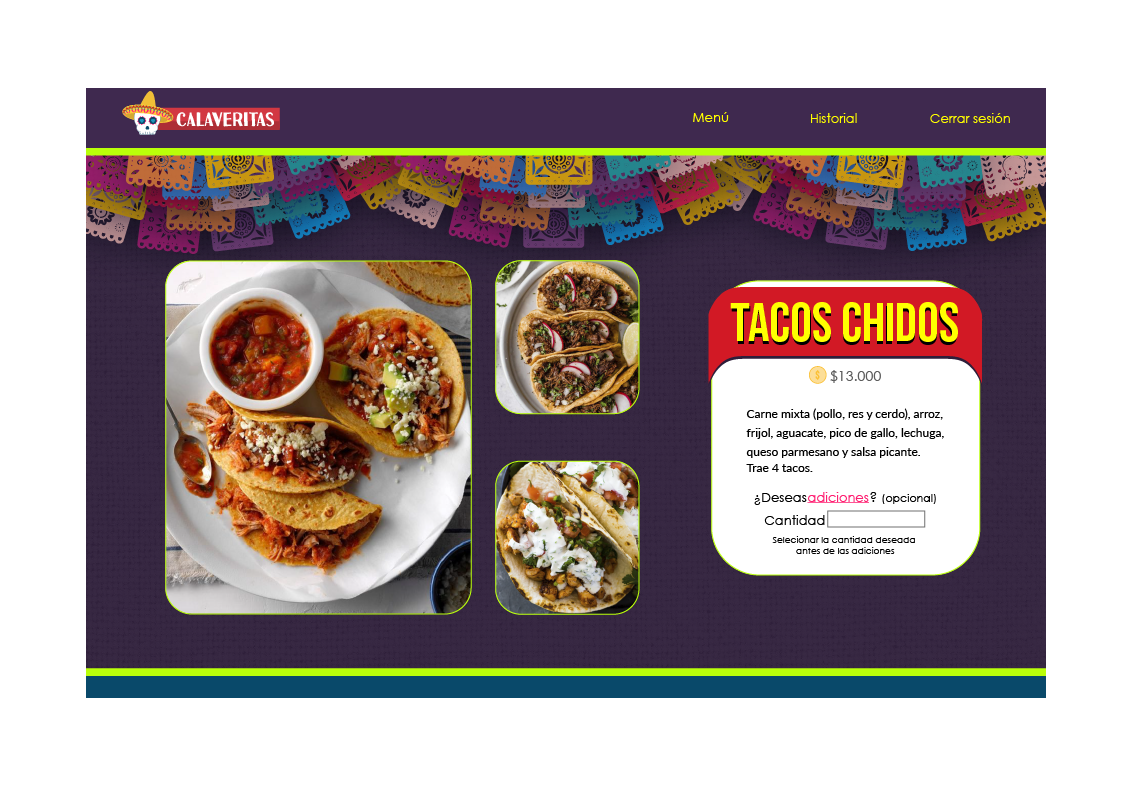 CALAVERITAS
Menú
Historial
Cerrar sesión
TACOS CHIDOS
$ $13.000
Carne mixta (pollo, res y cerdo), arroz,
frijol, aguacate, pico de gallo, lechuga,
queso parmesano y salsa picante.
Trae 4 tacos.
¿Deseas adiciones? (opcional)
Cantidad
Selecionar la cantidad deseada
antes de las adiciones